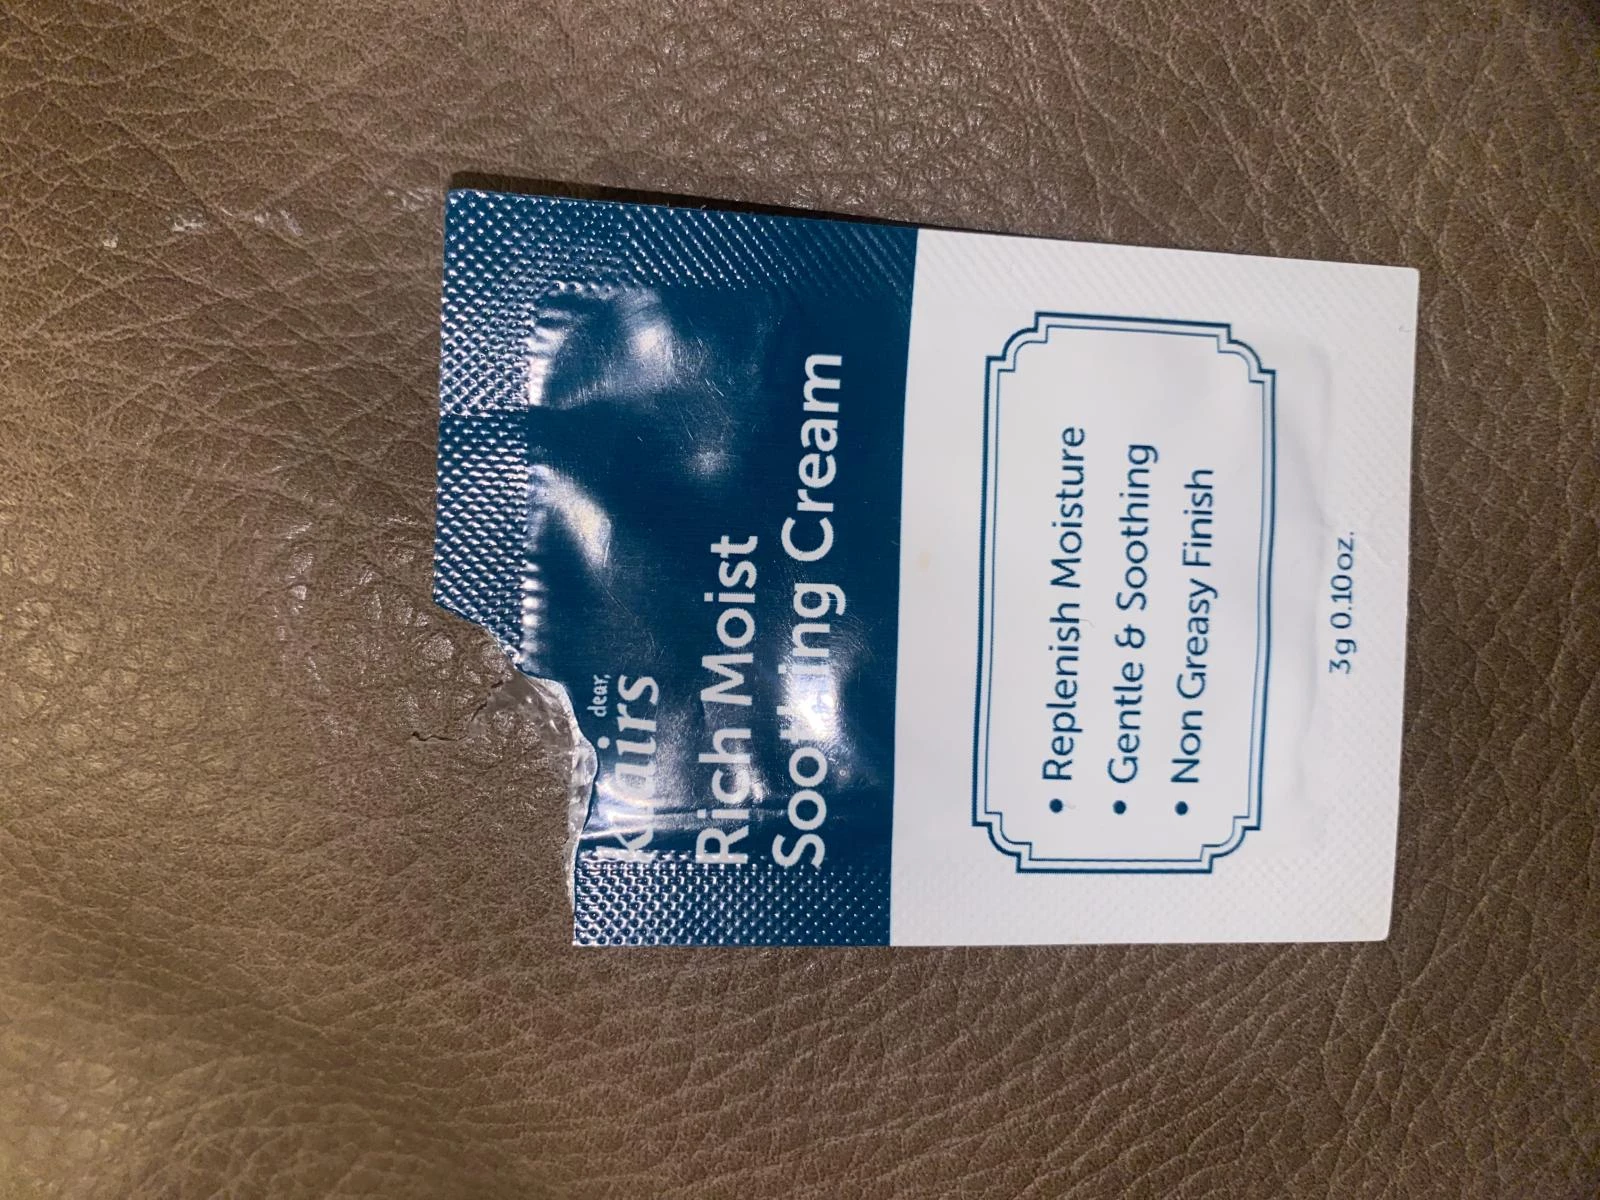 dear,
klairs
Rich Moist
Soothing Cream
• Replenish Moisture
• Gentle & Soothing
• Non Greasy Finish
3g 0.10oz.